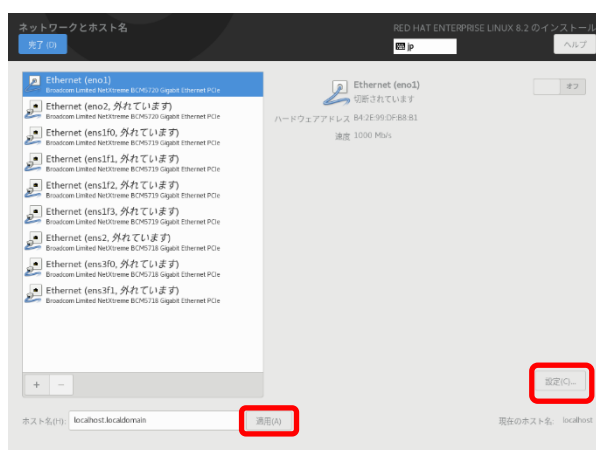 ネットワークとホスト名
RED HAT ENTERPRISE LINUX 8.2 のインストール
完了(D)
jp
ヘルプ
Ethernet (eno1)
Broadcom Limited NetXtreme BCM5720 Gigabit Ethernet PCIe
Ethernet (eno2, 外れています)
Broadcom Limited NetXtreme BCM5720 Gigabit Ethernet PCIe
Ethernet (ens1f0, 外れています)
Broadcom Limited NetXtreme BCM5719 Gigabit Ethernet PCIe
Ethernet (ens1f1, 外れています)
Broadcom Limited NetXtreme BCM5719 Gigabit Ethernet PCIe
Ethernet (ens1f2, 外れています)
Broadcom Limited NetXtreme BCM5719 Gigabit Ethernet PCIe
Ethernet (ens1f3, 外れています)
Broadcom Limited NetXtreme BCM5719 Gigabit Ethernet PCIe
Ethernet (ens2, 外れています)
Broadcom Limited NetXtreme BCM5718 Gigabit Ethernet PCIe
Ethernet (ens3f0, 外れています)
Broadcom Limited NetXtreme BCM5718 Gigabit Ethernet PCIe
Ethernet (ens3f1, 外れています)
Broadcom Limited NetXtreme BCM5718 Gigabit Ethernet PCIe
Ethernet (eno1)
切断されています
オフ
ハードウェアアドレス B4:2E:99:DF:B8:B1
速度 1000 Mb/s
+ −
設定(C)...
ホスト名(H): localhost.localdomain 適用(A)
現在のホスト名: localhost